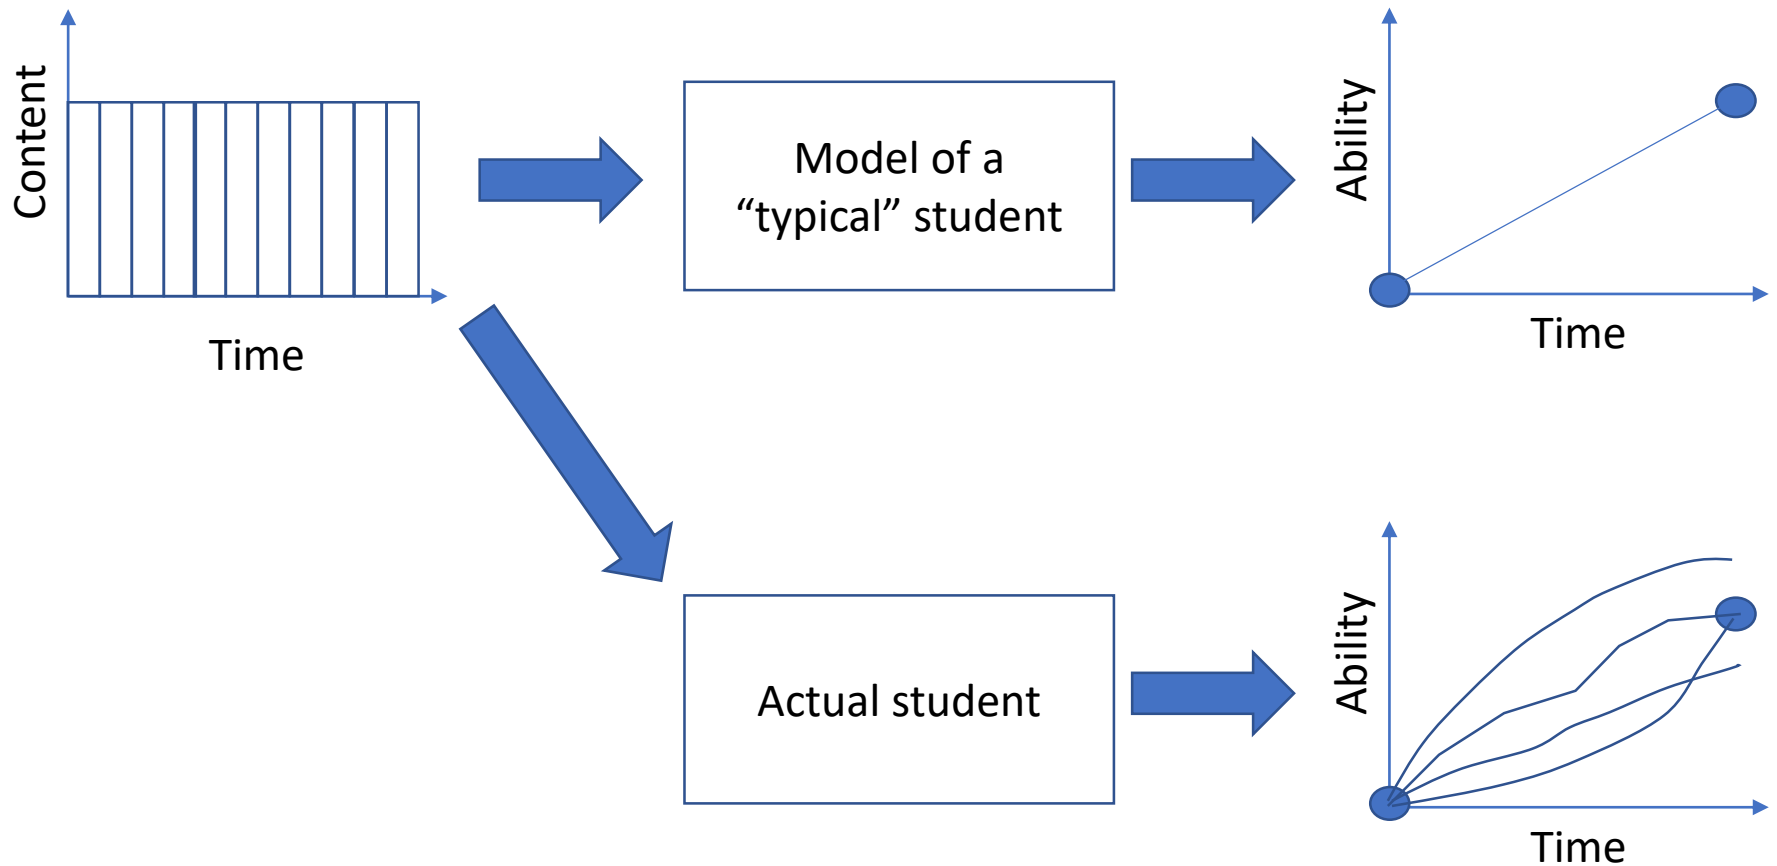 Content
Time
Model of a
“typical” student
Ability
Time
Actual student
Ability
Time